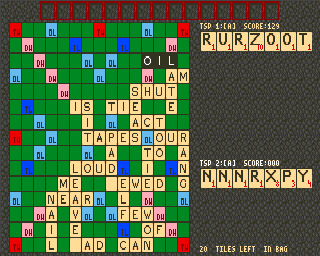 TSP 1:[A] SCORE:129
RURZOOT
OIL
AM
SHUT
IS TIE E
ACT
TAPES OUR
TO
LOUD
ME EWED G
NEAR L
A FEW
OF
L AD CAN
TSP 2:[A] SCORE:000
NNNRXPY
20 TILES LEFT IN BAG